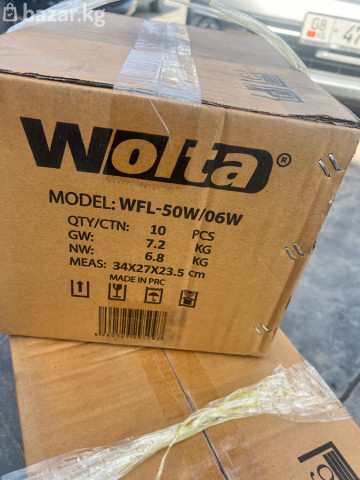 bazar.kg
Wolta®
MODEL: WFL-50W/06W
QTY/CTN: 10 PCS
GW: 7.2 KG
NW: 6.8 KG
MEAS: 34X27X23.5 cm
MADE IN PRC